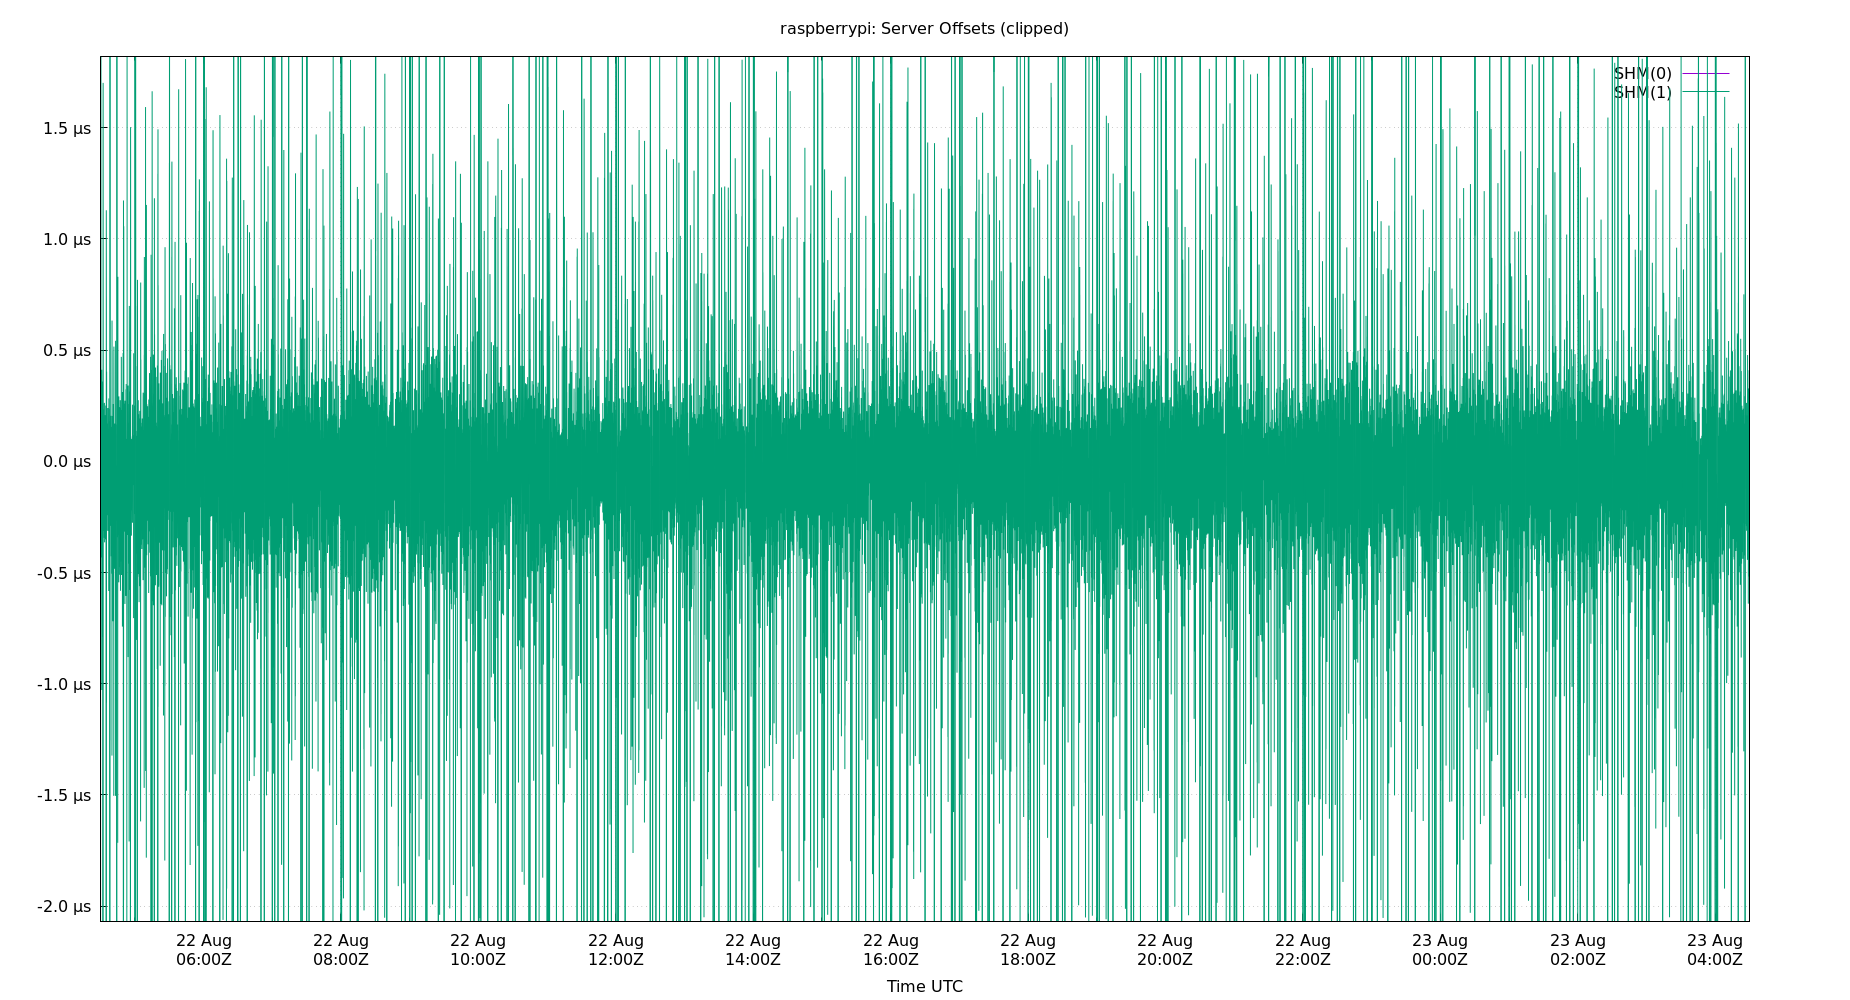 raspberrypi: Server Offsets (clipped)
SHM(0)
SHM(1)
1.5 µs
1.0 µs
0.5 µs
0.0 µs
-0.5 µs
-1.0 µs
-1.5 µs
-2.0 µs
22 Aug 22 Aug 22 Aug 22 Aug 22 Aug 22 Aug 22 Aug 22 Aug 22 Aug 23 Aug 23 Aug 23 Aug
06:00Z 08:00Z 10:00Z 12:00Z 14:00Z 16:00Z 18:00Z 20:00Z 22:00Z 00:00Z 02:00Z 04:00Z
Time UTC